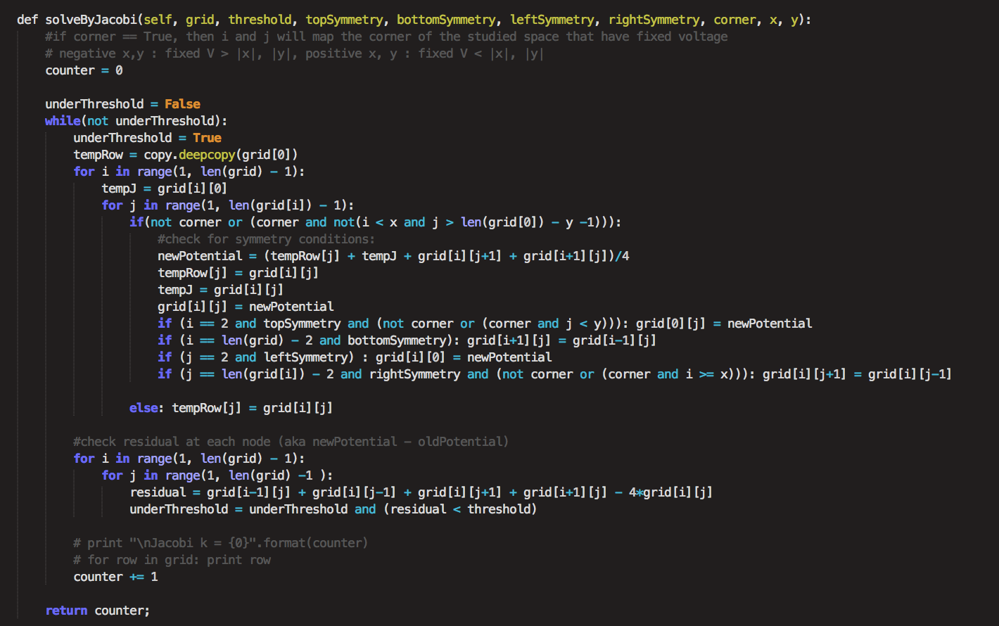 def solveByJacobi(self, grid, threshold, topSymmetry, bottomSymmetry, leftSymmetry, rightSymmetry, corner, x, y):
    #if corner == True, then i and j will map the corner of the studied space that have fixed voltage
    # negative x,y : fixed V > |x|, |y|, positive x, y : fixed V < |x|, |y|
    counter = 0

    underThreshold = False
    while(not underThreshold):
        underThreshold = True
        tempRow = copy.deepcopy(grid[0])
        for i in range(1, len(grid) - 1):
            tempJ = grid[i][0]
            for j in range(1, len(grid[i]) - 1):
                if(not corner or (corner and not(i < x and j > len(grid[0]) - y -1))):
                    #check for symmetry conditions:
                    newPotential = (tempRow[j] + tempJ + grid[i][j+1] + grid[i+1][j])/4
                    tempRow[j] = grid[i][j]
                    tempJ = grid[i][j]
                    grid[i][j] = newPotential
                    if (i == 2 and topSymmetry and (not corner or (corner and j < y))): grid[0][j] = newPotential
                    if (i == len(grid) - 2 and bottomSymmetry): grid[i+1][j] = grid[i-1][j]
                    if (j == 2 and leftSymmetry) : grid[i][0] = newPotential
                    if (j == len(grid[i]) - 2 and rightSymmetry and (not corner or (corner and i >= x))): grid[i][j+1] = grid[i][j-1]

                else: tempRow[j] = grid[i][j]

        #check residual at each node (aka newPotential - oldPotential)
        for i in range(1, len(grid) - 1):
            for j in range(1, len(grid) -1 ):
                residual = grid[i-1][j] + grid[i][j-1] + grid[i][j+1] + grid[i+1][j] - 4*grid[i][j]
                underThreshold = underThreshold and (residual < threshold)

        # print "\nJacobi k = {0}".format(counter)
        # for row in grid: print row
        counter += 1

    return counter;